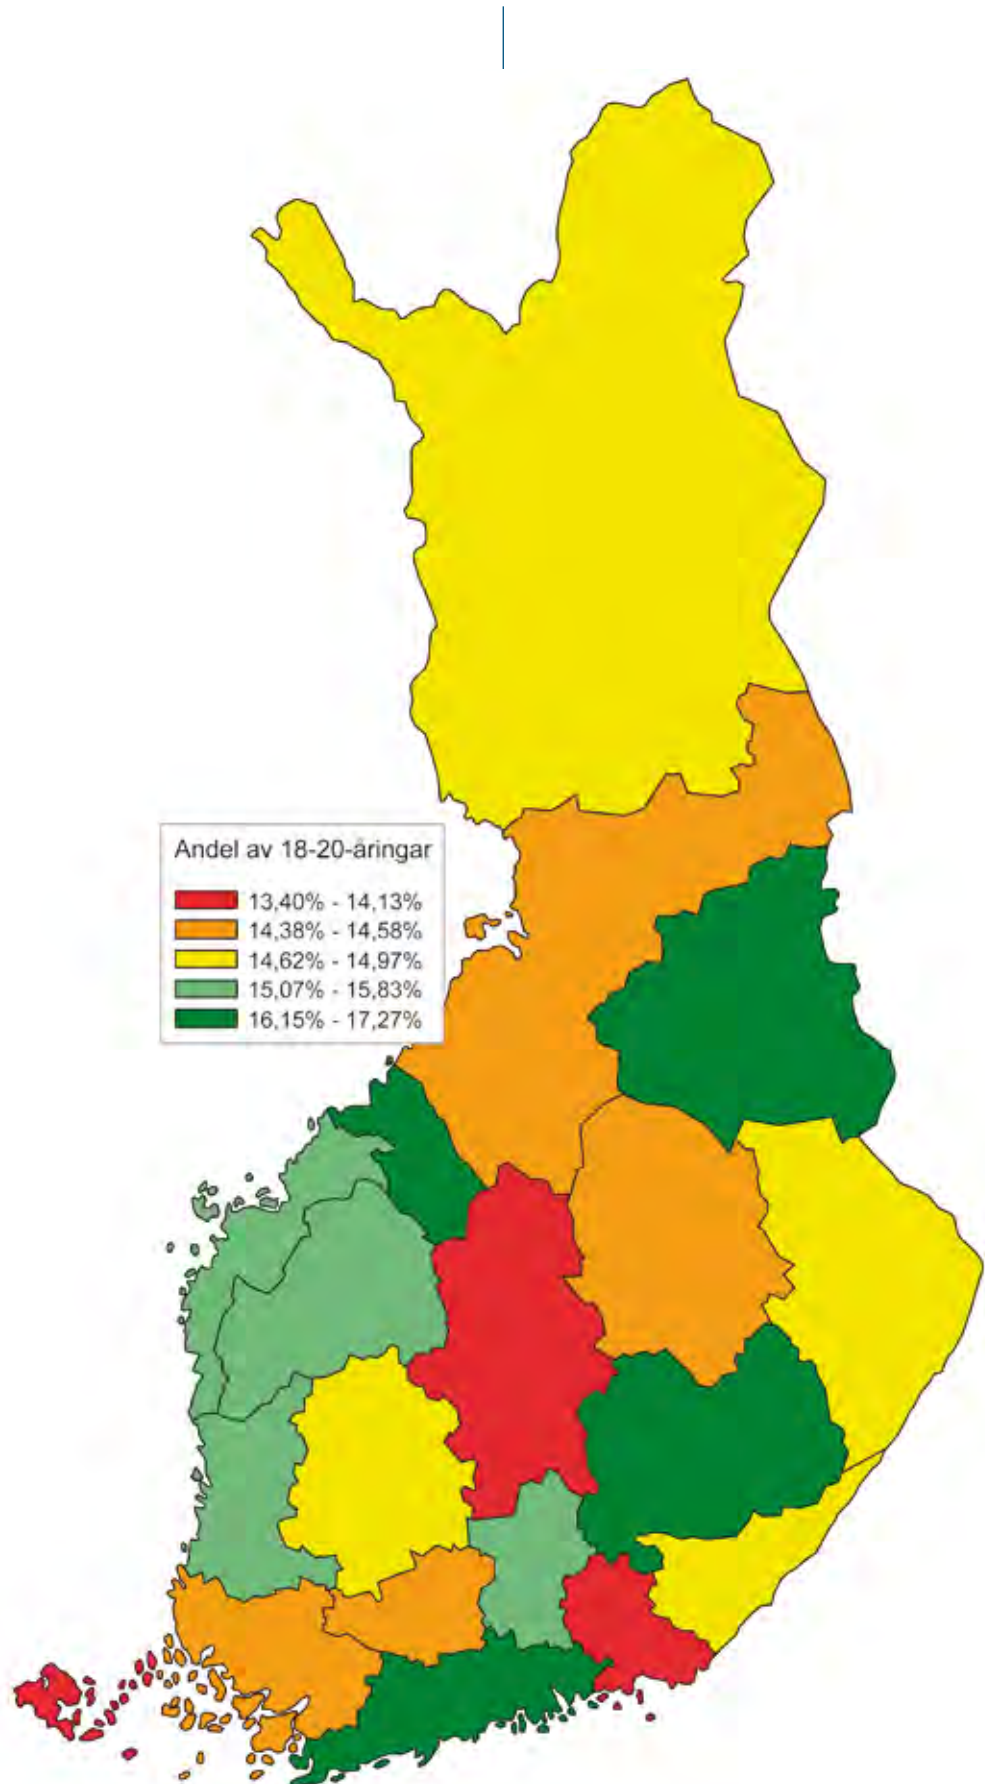 Andel av 18-20-åringar
13,40% - 14,13%
14,38% - 14,58%
14,62% - 14,97%
15,07% - 15,83%
16,15% - 17,27%